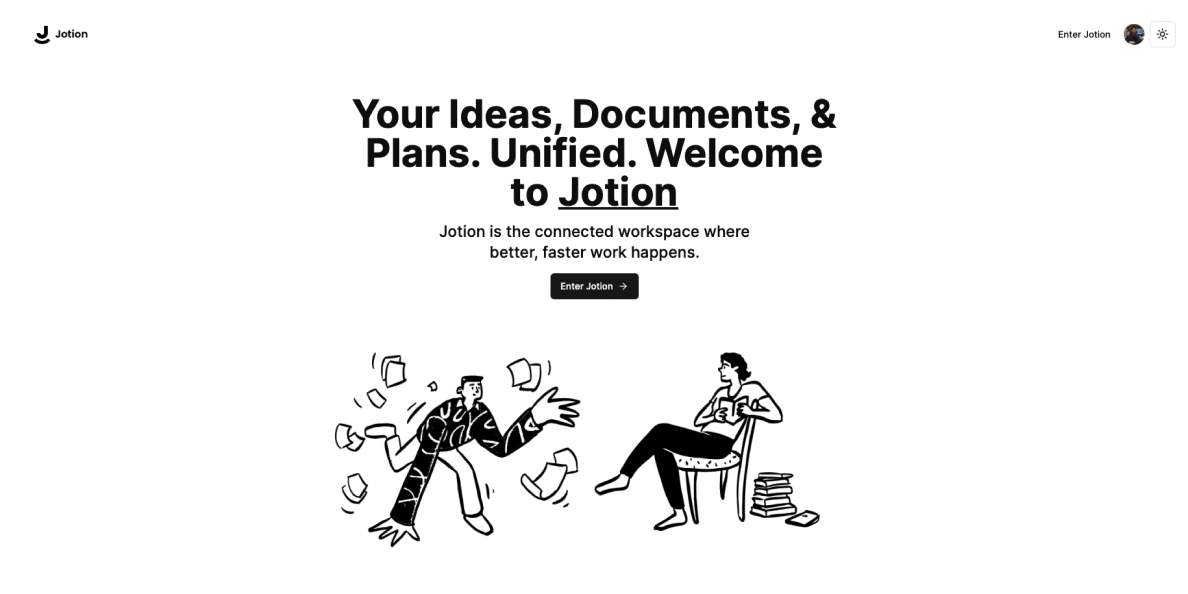 Jotion
Enter Jotion
Your Ideas, Documents, &
Plans. Unified. Welcome
to Jotion
Jotion is the connected workspace where
better, faster work happens.
Enter Jotion →